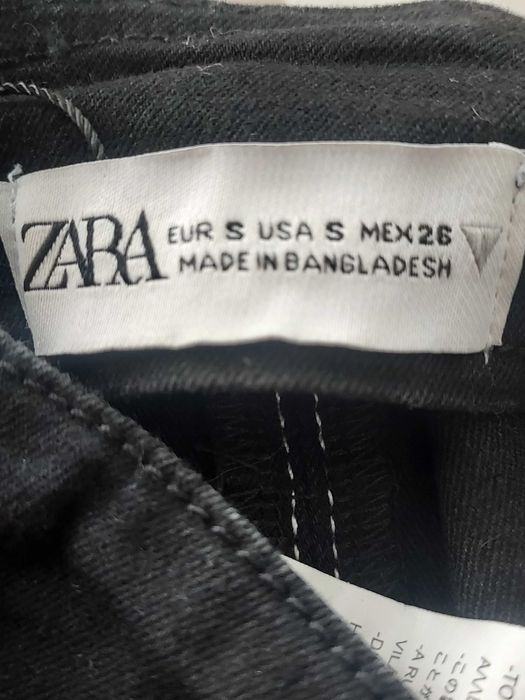 ZARA
EUR S USA S MEX 26
MADE IN BANGLADESH